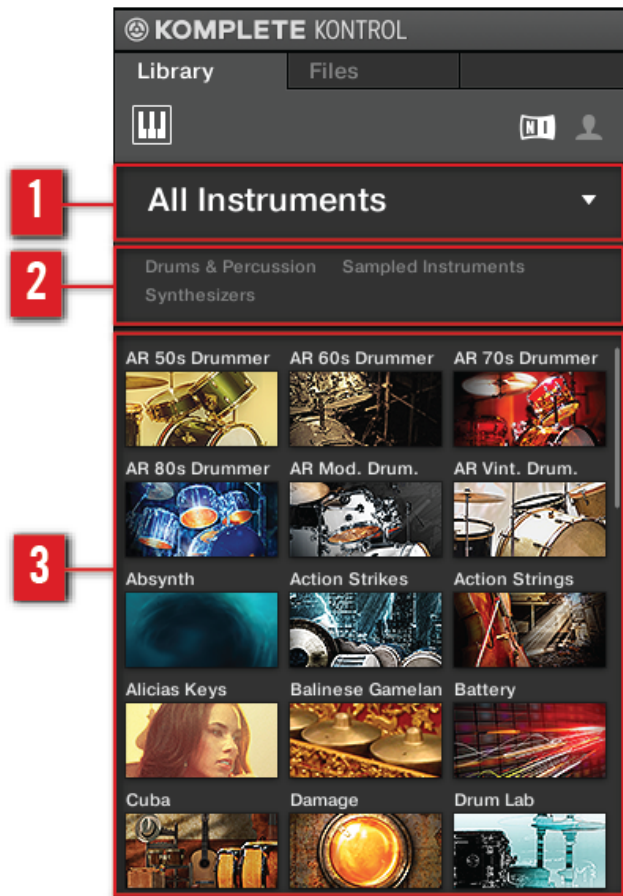 KOMPLETE KONTROL
Library Files
NI
1 All Instruments
2 Drums & Percussion Sampled Instruments
Synthesizers
3
AR 50s Drummer AR 60s Drummer AR 70s Drummer
AR 80s Drummer AR Mod. Drum. AR Vint. Drum.
Absynth Action Strikes Action Strings
Alicias Keys Balinese Gamelan Battery
Cuba Damage Drum Lab